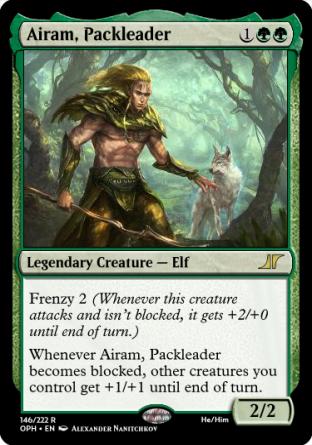 Airam, Packleader 1
Legendary Creature — Elf
Frenzy 2 (Whenever this creature
attacks and isn't blocked, it gets +2/+0
until end of turn.)
Whenever Airam, Packleader
becomes blocked, other creatures you
control get +1/+1 until end of turn.
2/2
146/222 R He/Him
OPH • EN Alexander Nanitchkov